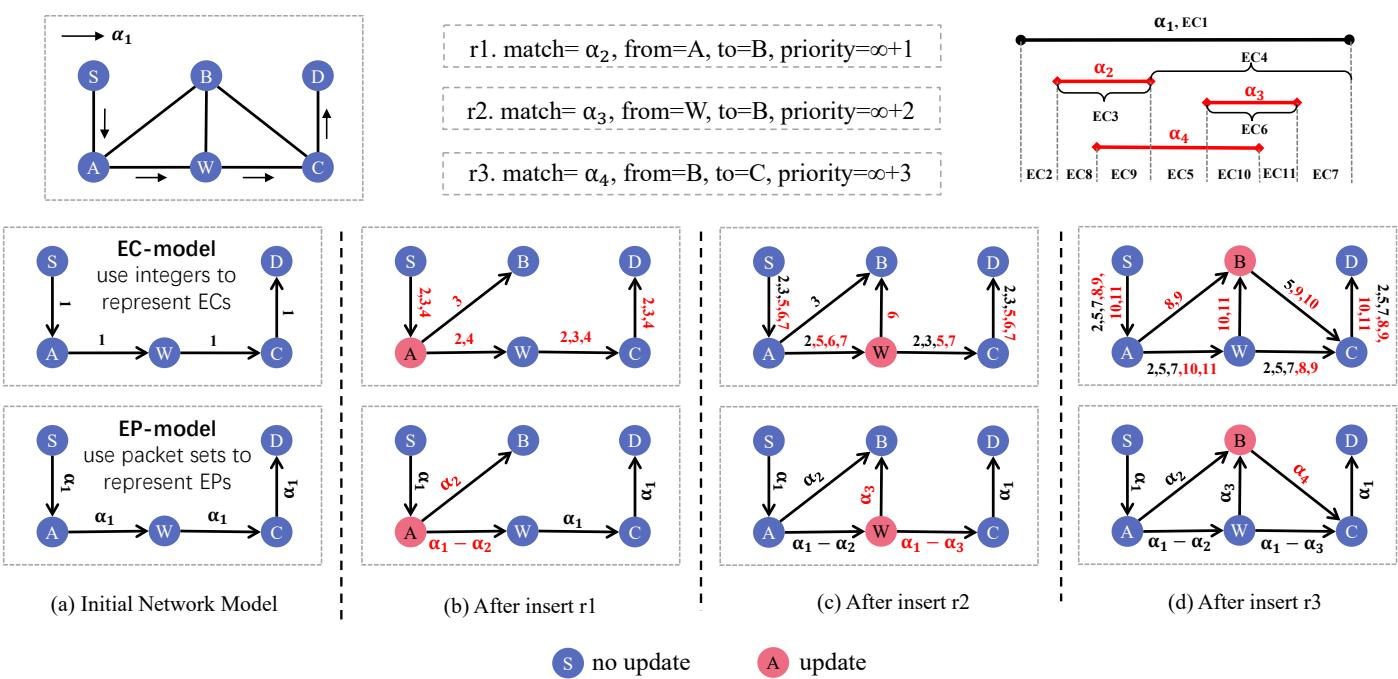 α₁
S
B
D
A
W
C
r1. match= α₂, from=A, to=B, priority=∞+1
r2. match= α₃, from=W, to=B, priority=∞+2
r3. match= α₄, from=B, to=C, priority=∞+3
α₁, EC1
EC4
α₂
α₃
EC3
EC6
α₄
EC2 EC8 EC9 EC5 EC10 EC11 EC7
EC-model
use integers to
represent ECs
S
D
1
1
A
1
W
1
C
S
B
D
2,3,4
3
2,3,4
A
2,4
W
2,3,4
C
S
B
D
2,3,5,6,7
3
6
2,3,5,6,7
A
2,5,6,7
W
2,3,5,7
C
S
B
D
2,5,7,8,9,
10,11
8,9
10,11
5,9,10
2,5,7,8,9,
10,11
A
2,5,7,10,11
W
2,5,7,8,9
C
EP-model
use packet sets to
represent EPs
S
D
α₁
α₁
A
α₁
W
α₁
C
S
B
D
α₁
α₂
α₁
A
α₁ − α₂
W
α₁
C
S
B
D
α₁
α₂
α₃
α₁
A
α₁ − α₂
W
α₁ − α₃
C
S
B
D
α₁
α₂
α₃
α₄
α₁
A
α₁ − α₂
W
α₁ − α₃
C
(a) Initial Network Model
(b) After insert r1
(c) After insert r2
(d) After insert r3
S no update
A update